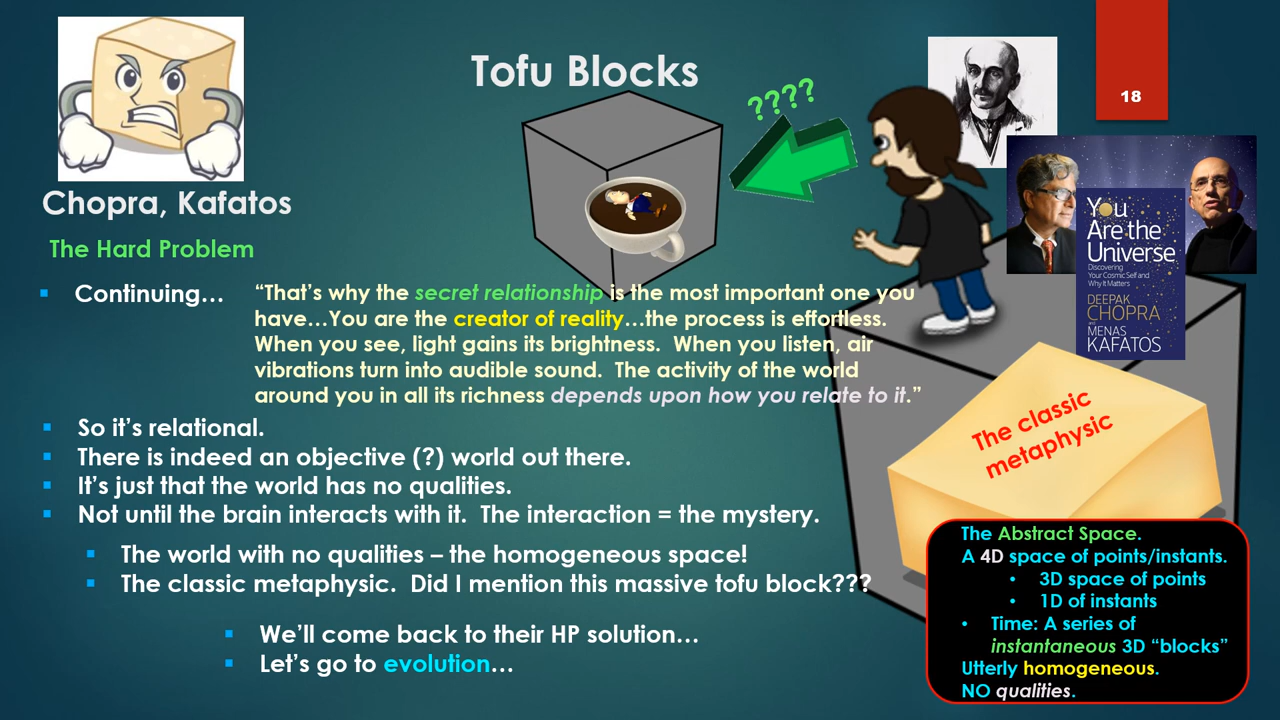 Tofu Blocks
????
18
Chopra, Kafatos
The Hard Problem
You
Are the
Universe
Discovering
Your Cosmic Self and
Why It Matters
DEEPAK
CHOPRA
MENAS
KAFATOS
▪ Continuing…
“That’s why the secret relationship is the most important one you
have…You are the creator of reality…the process is effortless.
When you see, light gains its brightness.  When you listen, air
vibrations turn into audible sound.  The activity of the world
around you in all its richness depends upon how you relate to it.”
▪ So it’s relational.
▪ There is indeed an objective (?) world out there.
▪ It’s just that the world has no qualities.
▪ Not until the brain interacts with it.  The interaction = the mystery.
▪ The world with no qualities – the homogeneous space!
▪ The classic metaphysic.  Did I mention this massive tofu block???
▪ We’ll come back to their HP solution…
▪ Let’s go to evolution…
The classic
metaphysic
The Abstract Space.
A 4D space of points/instants.
• 3D space of points
• 1D of instants
• Time: A series of
instantaneous 3D “blocks”
Utterly homogeneous.
NO qualities.